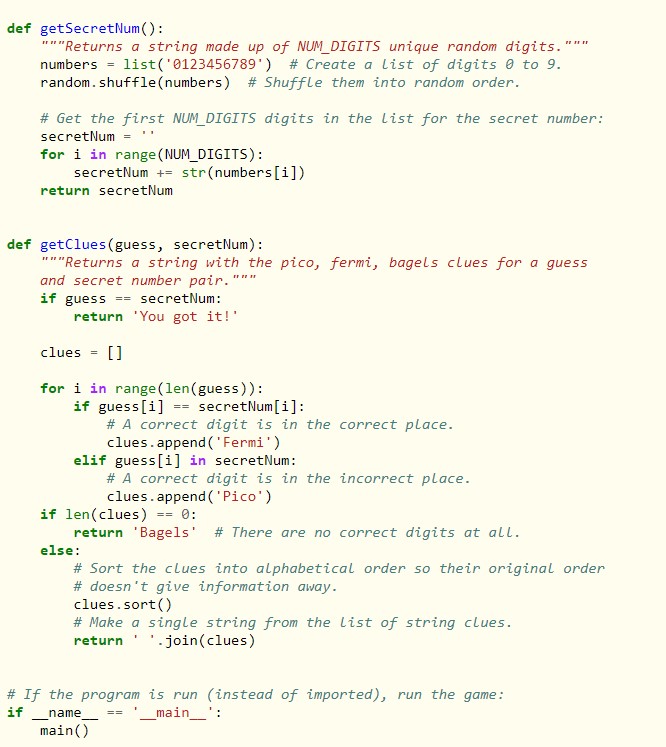 def getSecretNum():
    """Returns a string made up of NUM_DIGITS unique random digits."""
    numbers = list('0123456789')  # Create a list of digits 0 to 9.
    random.shuffle(numbers)  # Shuffle them into random order.

    # Get the first NUM_DIGITS digits in the list for the secret number:
    secretNum = ''
    for i in range(NUM_DIGITS):
        secretNum += str(numbers[i])
    return secretNum


def getClues(guess, secretNum):
    """Returns a string with the pico, fermi, bagels clues for a guess
    and secret number pair."""
    if guess == secretNum:
        return 'You got it!'

    clues = []

    for i in range(len(guess)):
        if guess[i] == secretNum[i]:
            # A correct digit is in the correct place.
            clues.append('Fermi')
        elif guess[i] in secretNum:
            # A correct digit is in the incorrect place.
            clues.append('Pico')
    if len(clues) == 0:
        return 'Bagels'  # There are no correct digits at all.
    else:
        # Sort the clues into alphabetical order so their original order
        # doesn't give information away.
        clues.sort()
        # Make a single string from the list of string clues.
        return ' '.join(clues)


# If the program is run (instead of imported), run the game:
if __name__ == '__main__':
    main()